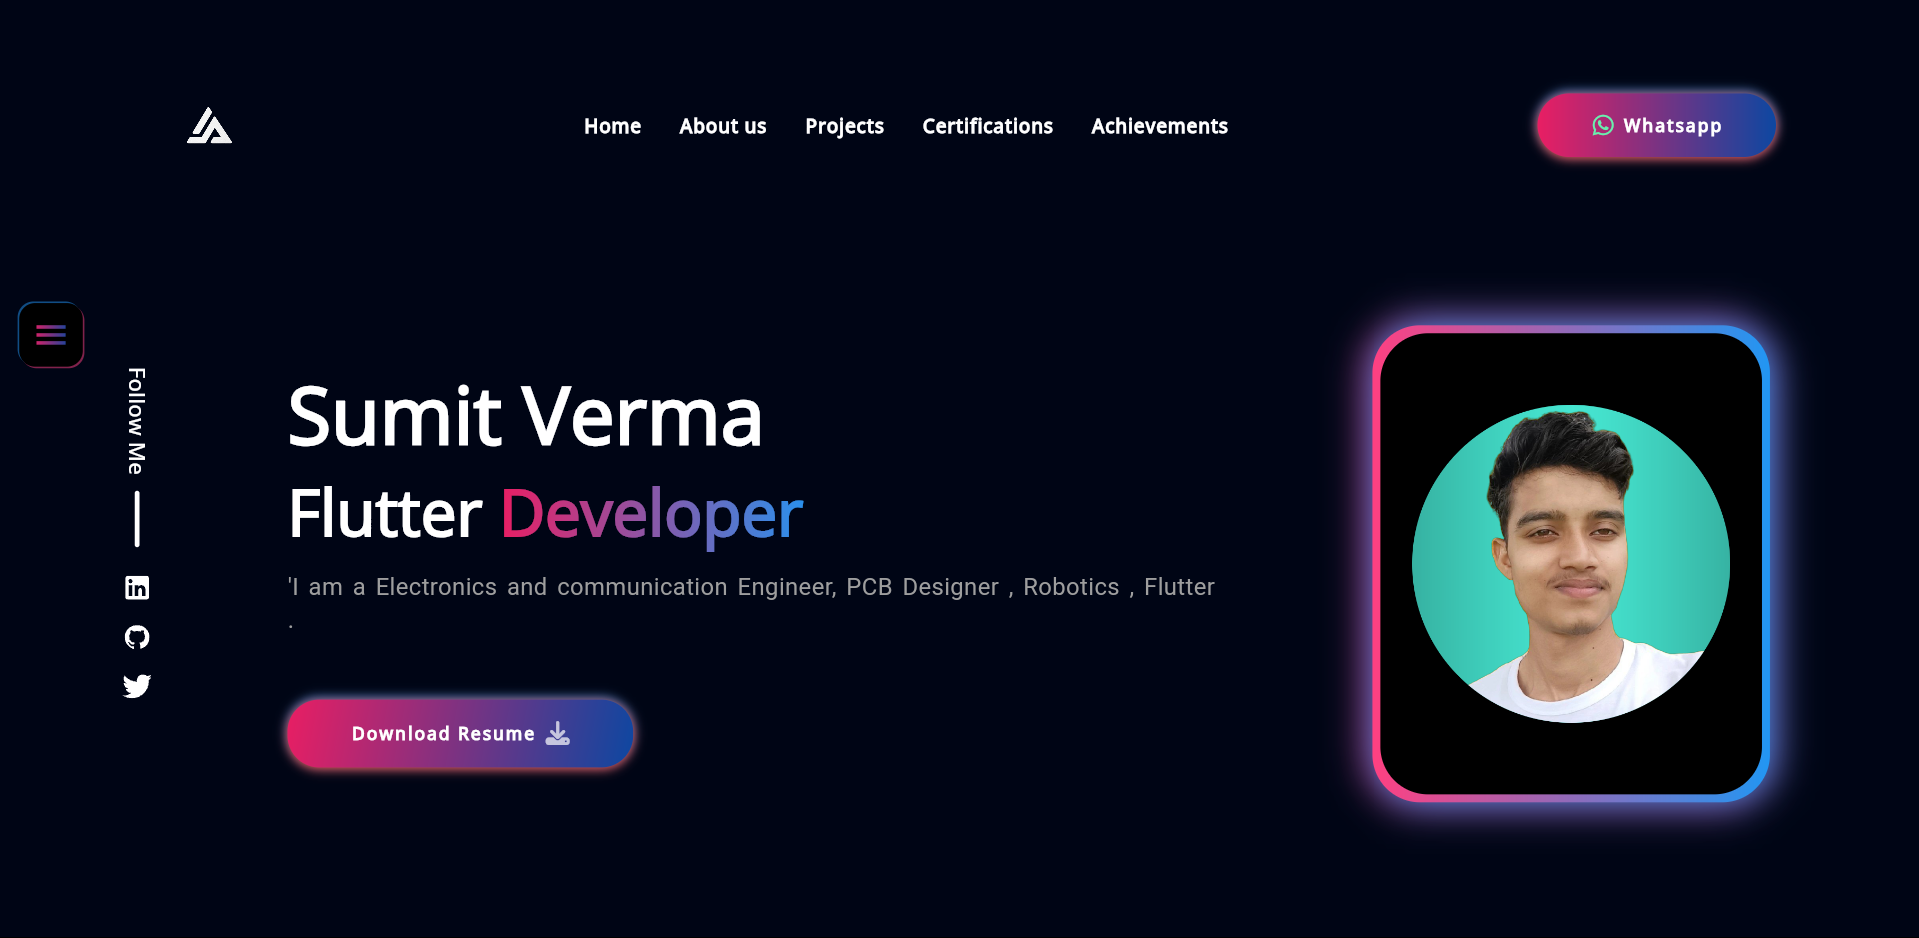 Home
About us
Projects
Certifications
Achievements
Whatsapp
Follow Me
Sumit Verma
Flutter Developer
'I am a Electronics and communication Engineer, PCB Designer , Robotics , Flutter
.
Download Resume